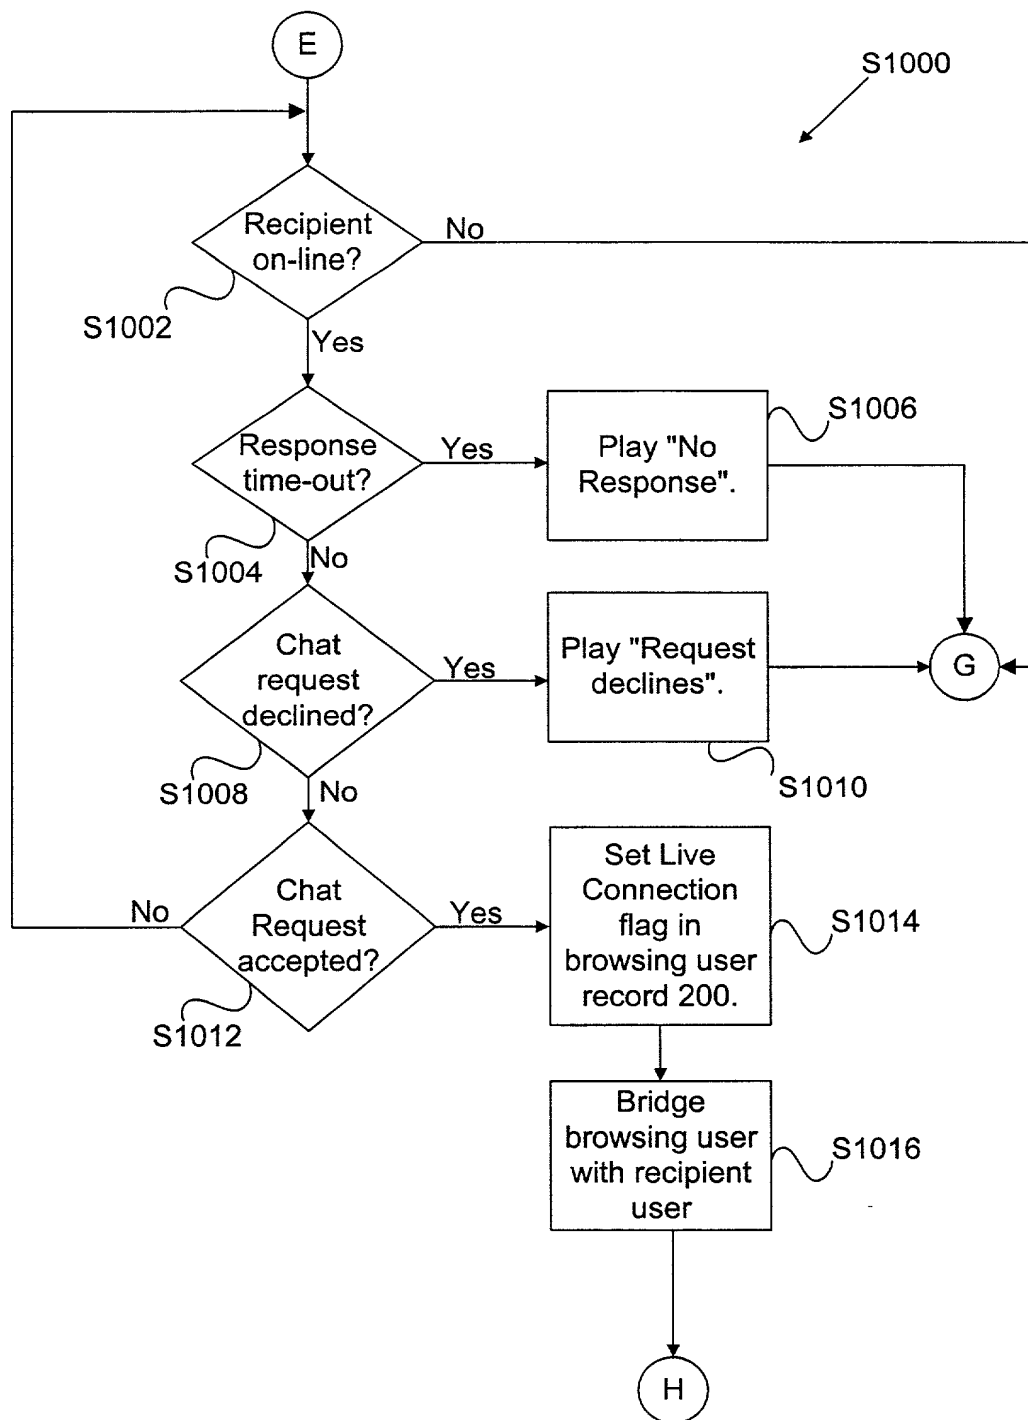 E
S1000
Recipient
on-line?
No
S1002
Yes
Response
time-out?
Yes
Play "No
Response".
S1006
S1004
No
Chat
request
declined?
Yes
Play "Request
declines".
G
S1008
S1010
No
Chat
Request
accepted?
No
Yes
Set Live
Connection
flag in
browsing user
record 200.
S1014
S1012
Bridge
browsing user
with recipient
user
S1016
H